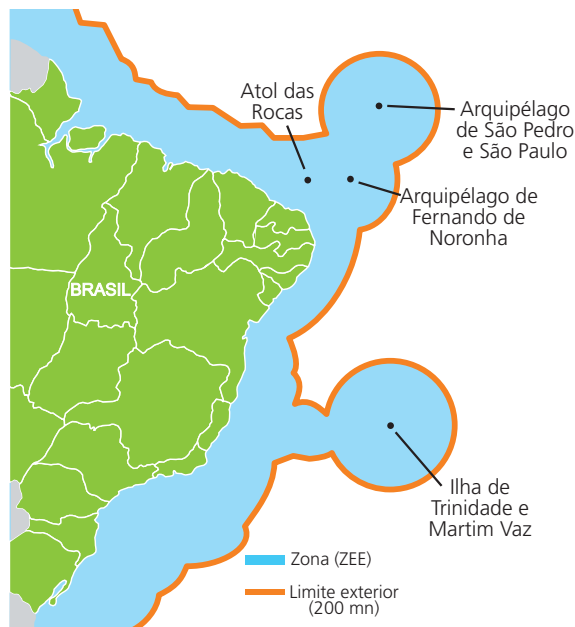 Atol das
Rocas
Arquipélago
de São Pedro
e São Paulo
Arquipélago de
Fernando de
Noronha
BRASIL
Ilha de
Trinidade e
Martim Vaz
Zona (ZEE)
Limite exterior
(200 mn)